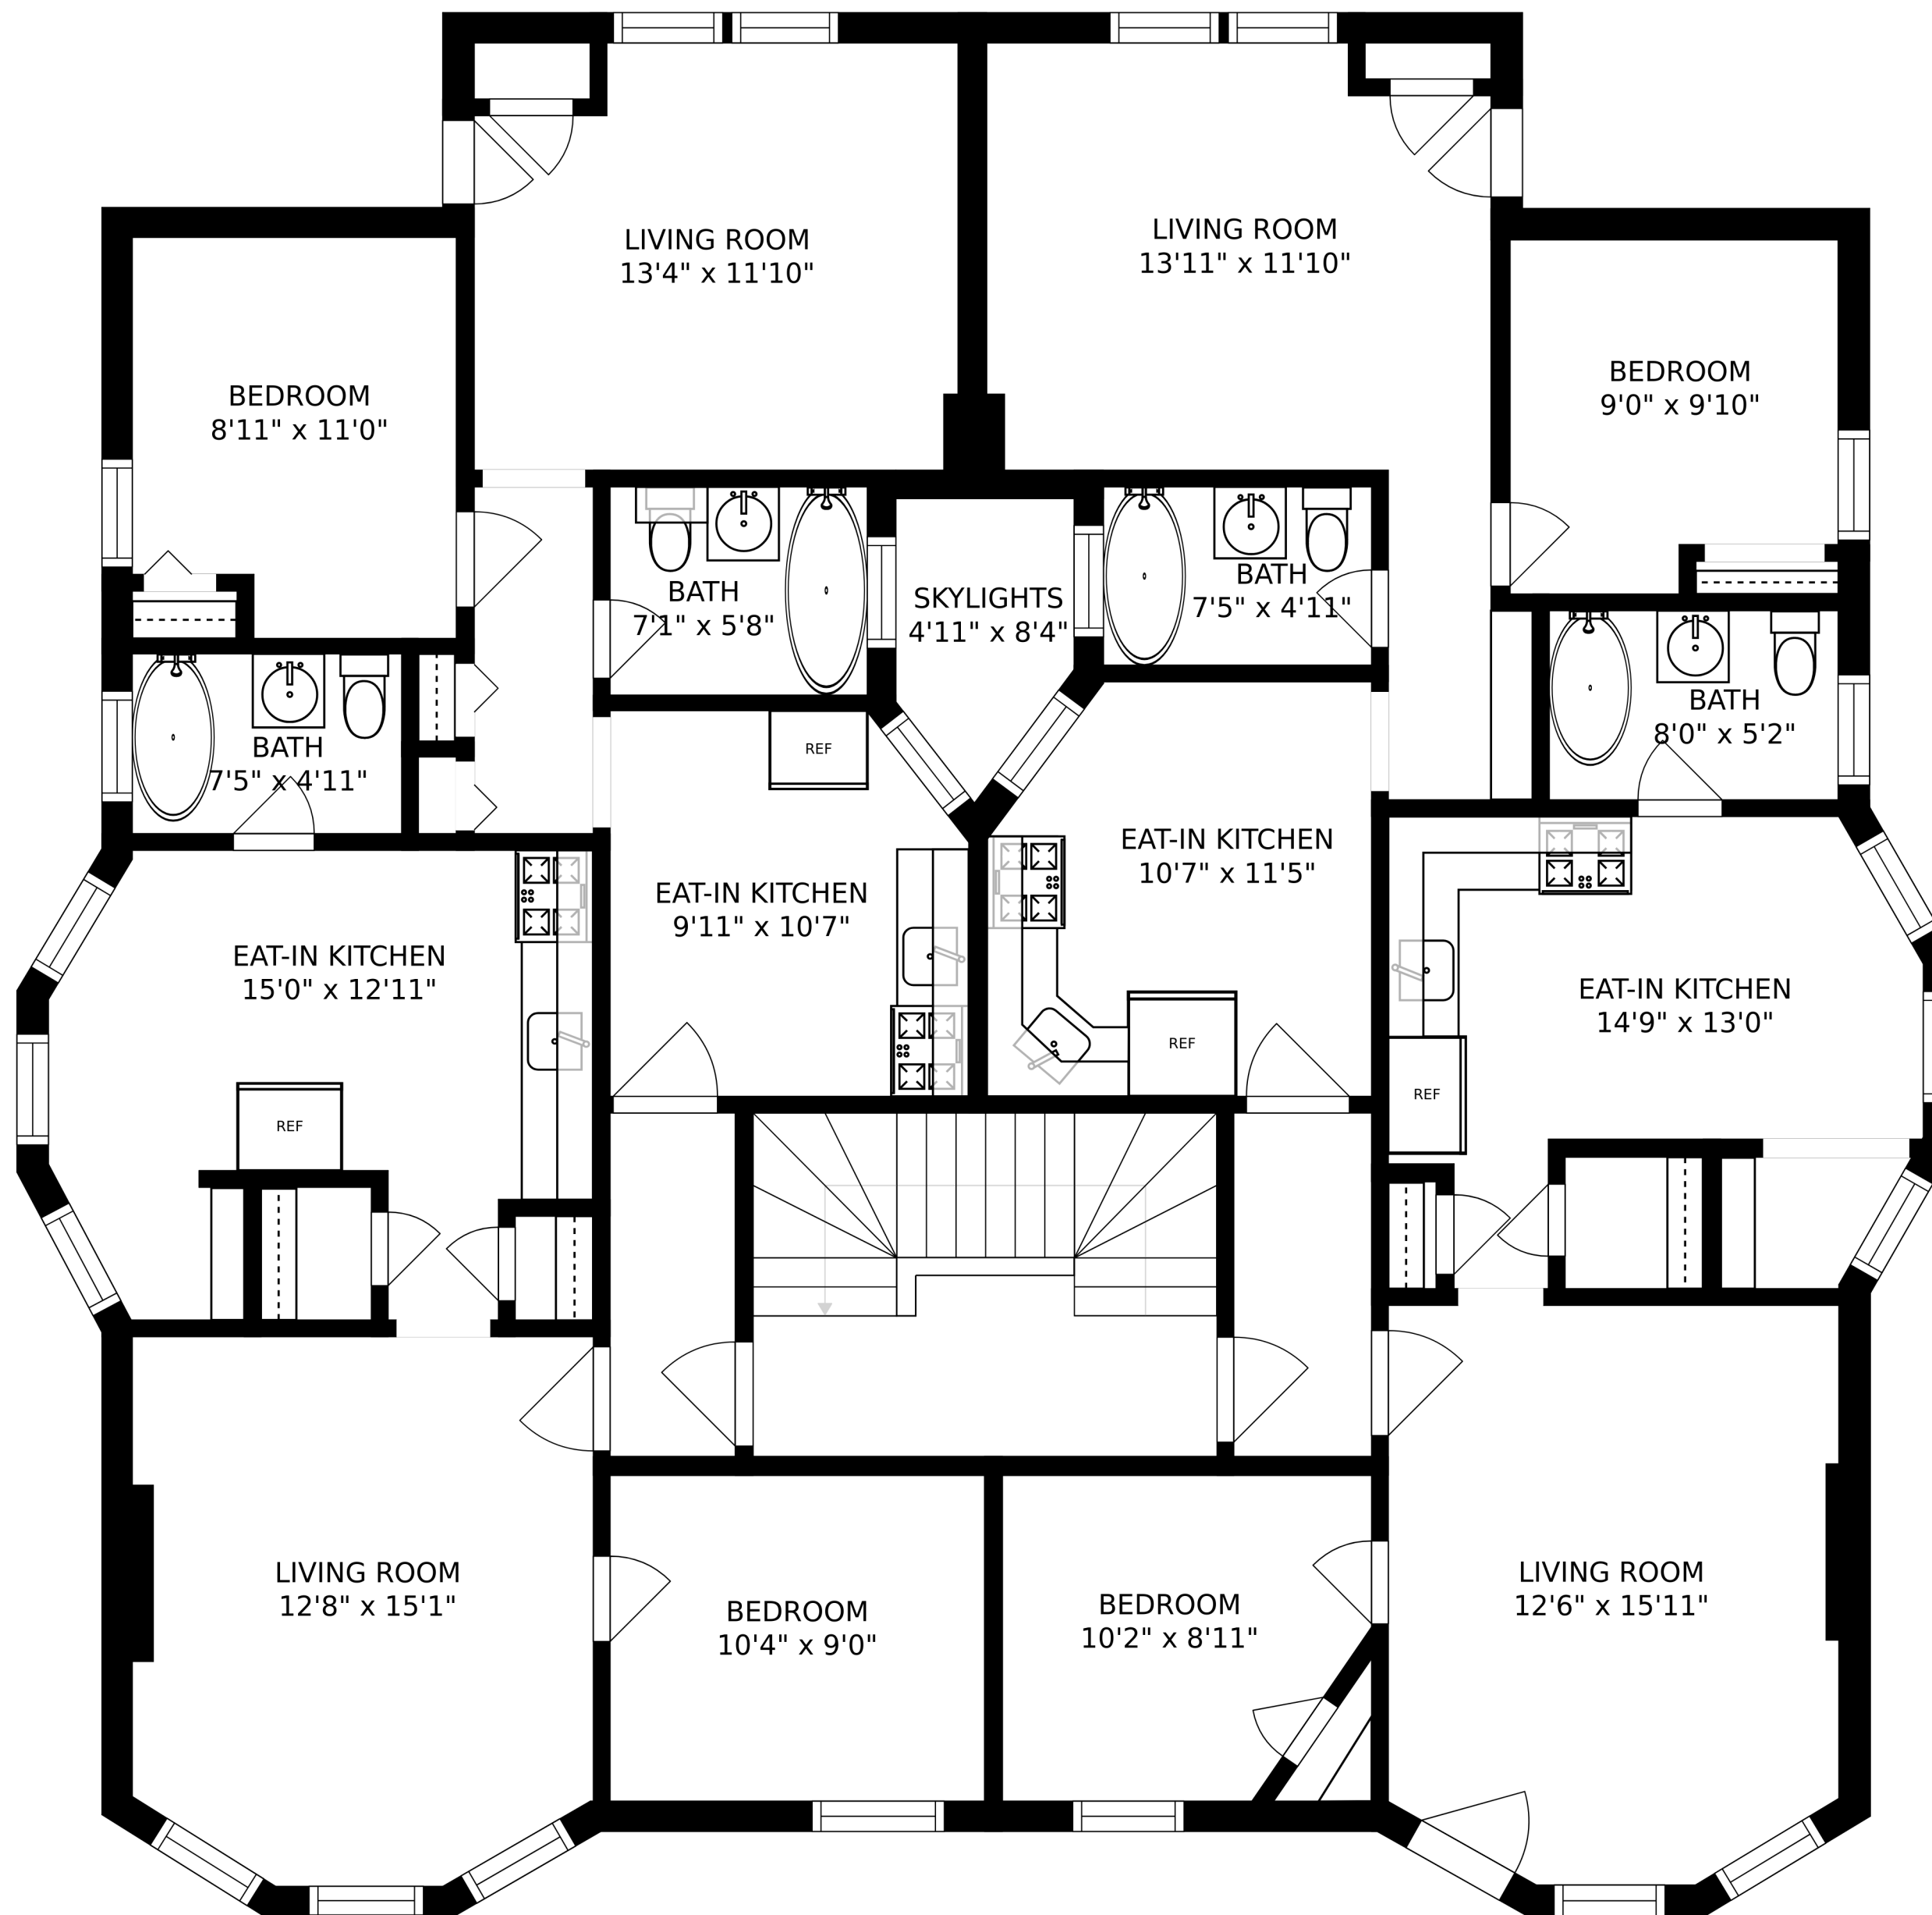 LIVING ROOM
13'4" x 11'10"
LIVING ROOM
13'11" x 11'10"
BEDROOM
8'11" x 11'0"
BEDROOM
9'0" x 9'10"
BATH
7'1" x 5'8"
SKYLIGHTS
4'11" x 8'4"
BATH
7'5" x 4'11"
BATH
7'5" x 4'11"
REF
BATH
8'0" x 5'2"
EAT-IN KITCHEN
15'0" x 12'11"
EAT-IN KITCHEN
9'11" x 10'7"
EAT-IN KITCHEN
10'7" x 11'5"
EAT-IN KITCHEN
14'9" x 13'0"
REF
REF
REF
LIVING ROOM
12'8" x 15'1"
BEDROOM
10'4" x 9'0"
BEDROOM
10'2" x 8'11"
LIVING ROOM
12'6" x 15'11"